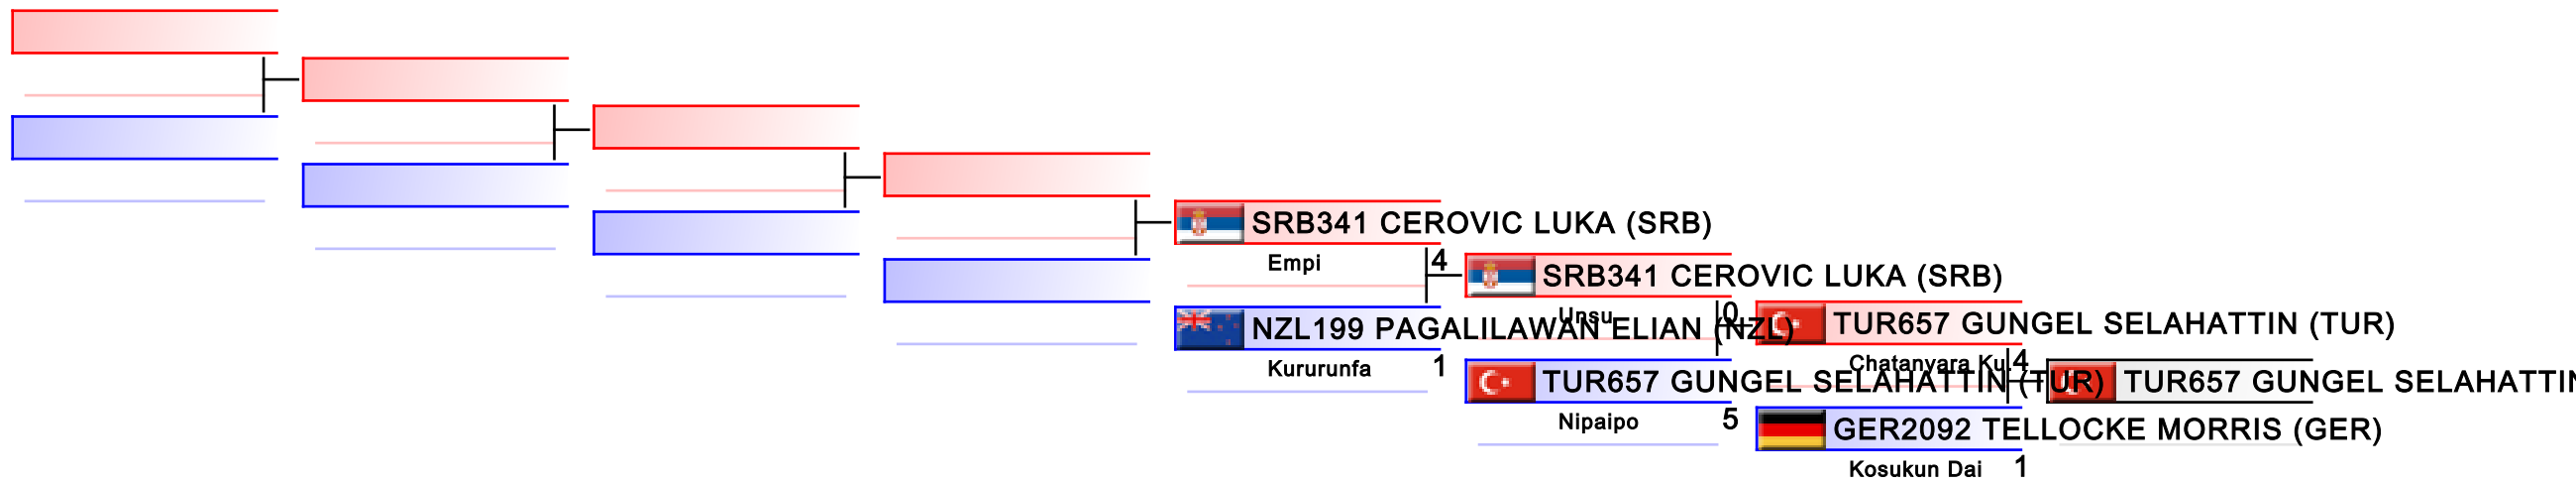 SRB341 CEROVIC LUKA (SRB)
Empi
4
NZL199 PAGALILAWAN ELIAN (NZL)
Kururunfa
1
SRB341 CEROVIC LUKA (SRB)
Unsu
0
TUR657 GUNGEL SELAHATTIN (TUR)
Nipaipo
5
TUR657 GUNGEL SELAHATTIN (TUR)
Chatanyara Ku.
4
GER2092 TELLOCKE MORRIS (GER)
Kosukun Dai
1
TUR657 GUNGEL SELAHATTIN